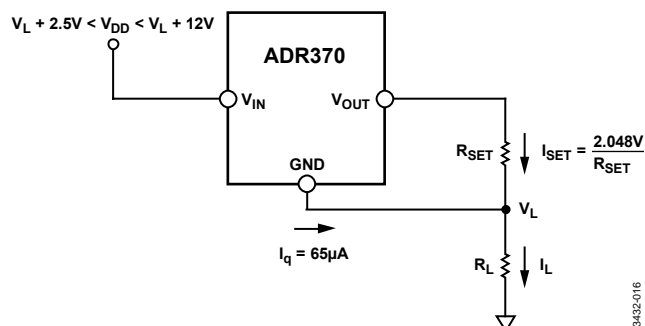 V_L + 2.5V < V_DD < V_L + 12V
ADR370
V_IN
V_OUT
GND
R_SET
I_SET = 2.048V
R_SET
V_L
I_q = 65µA
R_L
I_L
3432-016